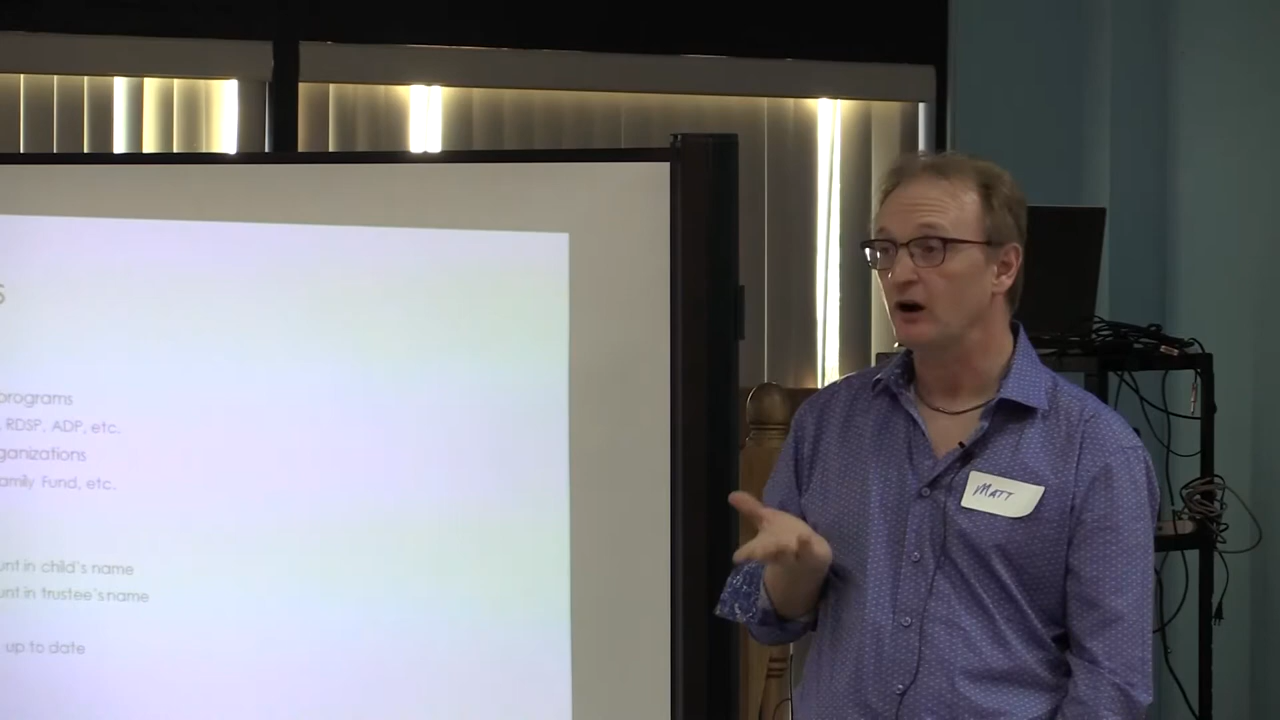 s
programs
, RDSP, ADP, etc.
ganizations
amily Fund, etc.
unt in child's name
unt in trustee's name
up to date
MATT